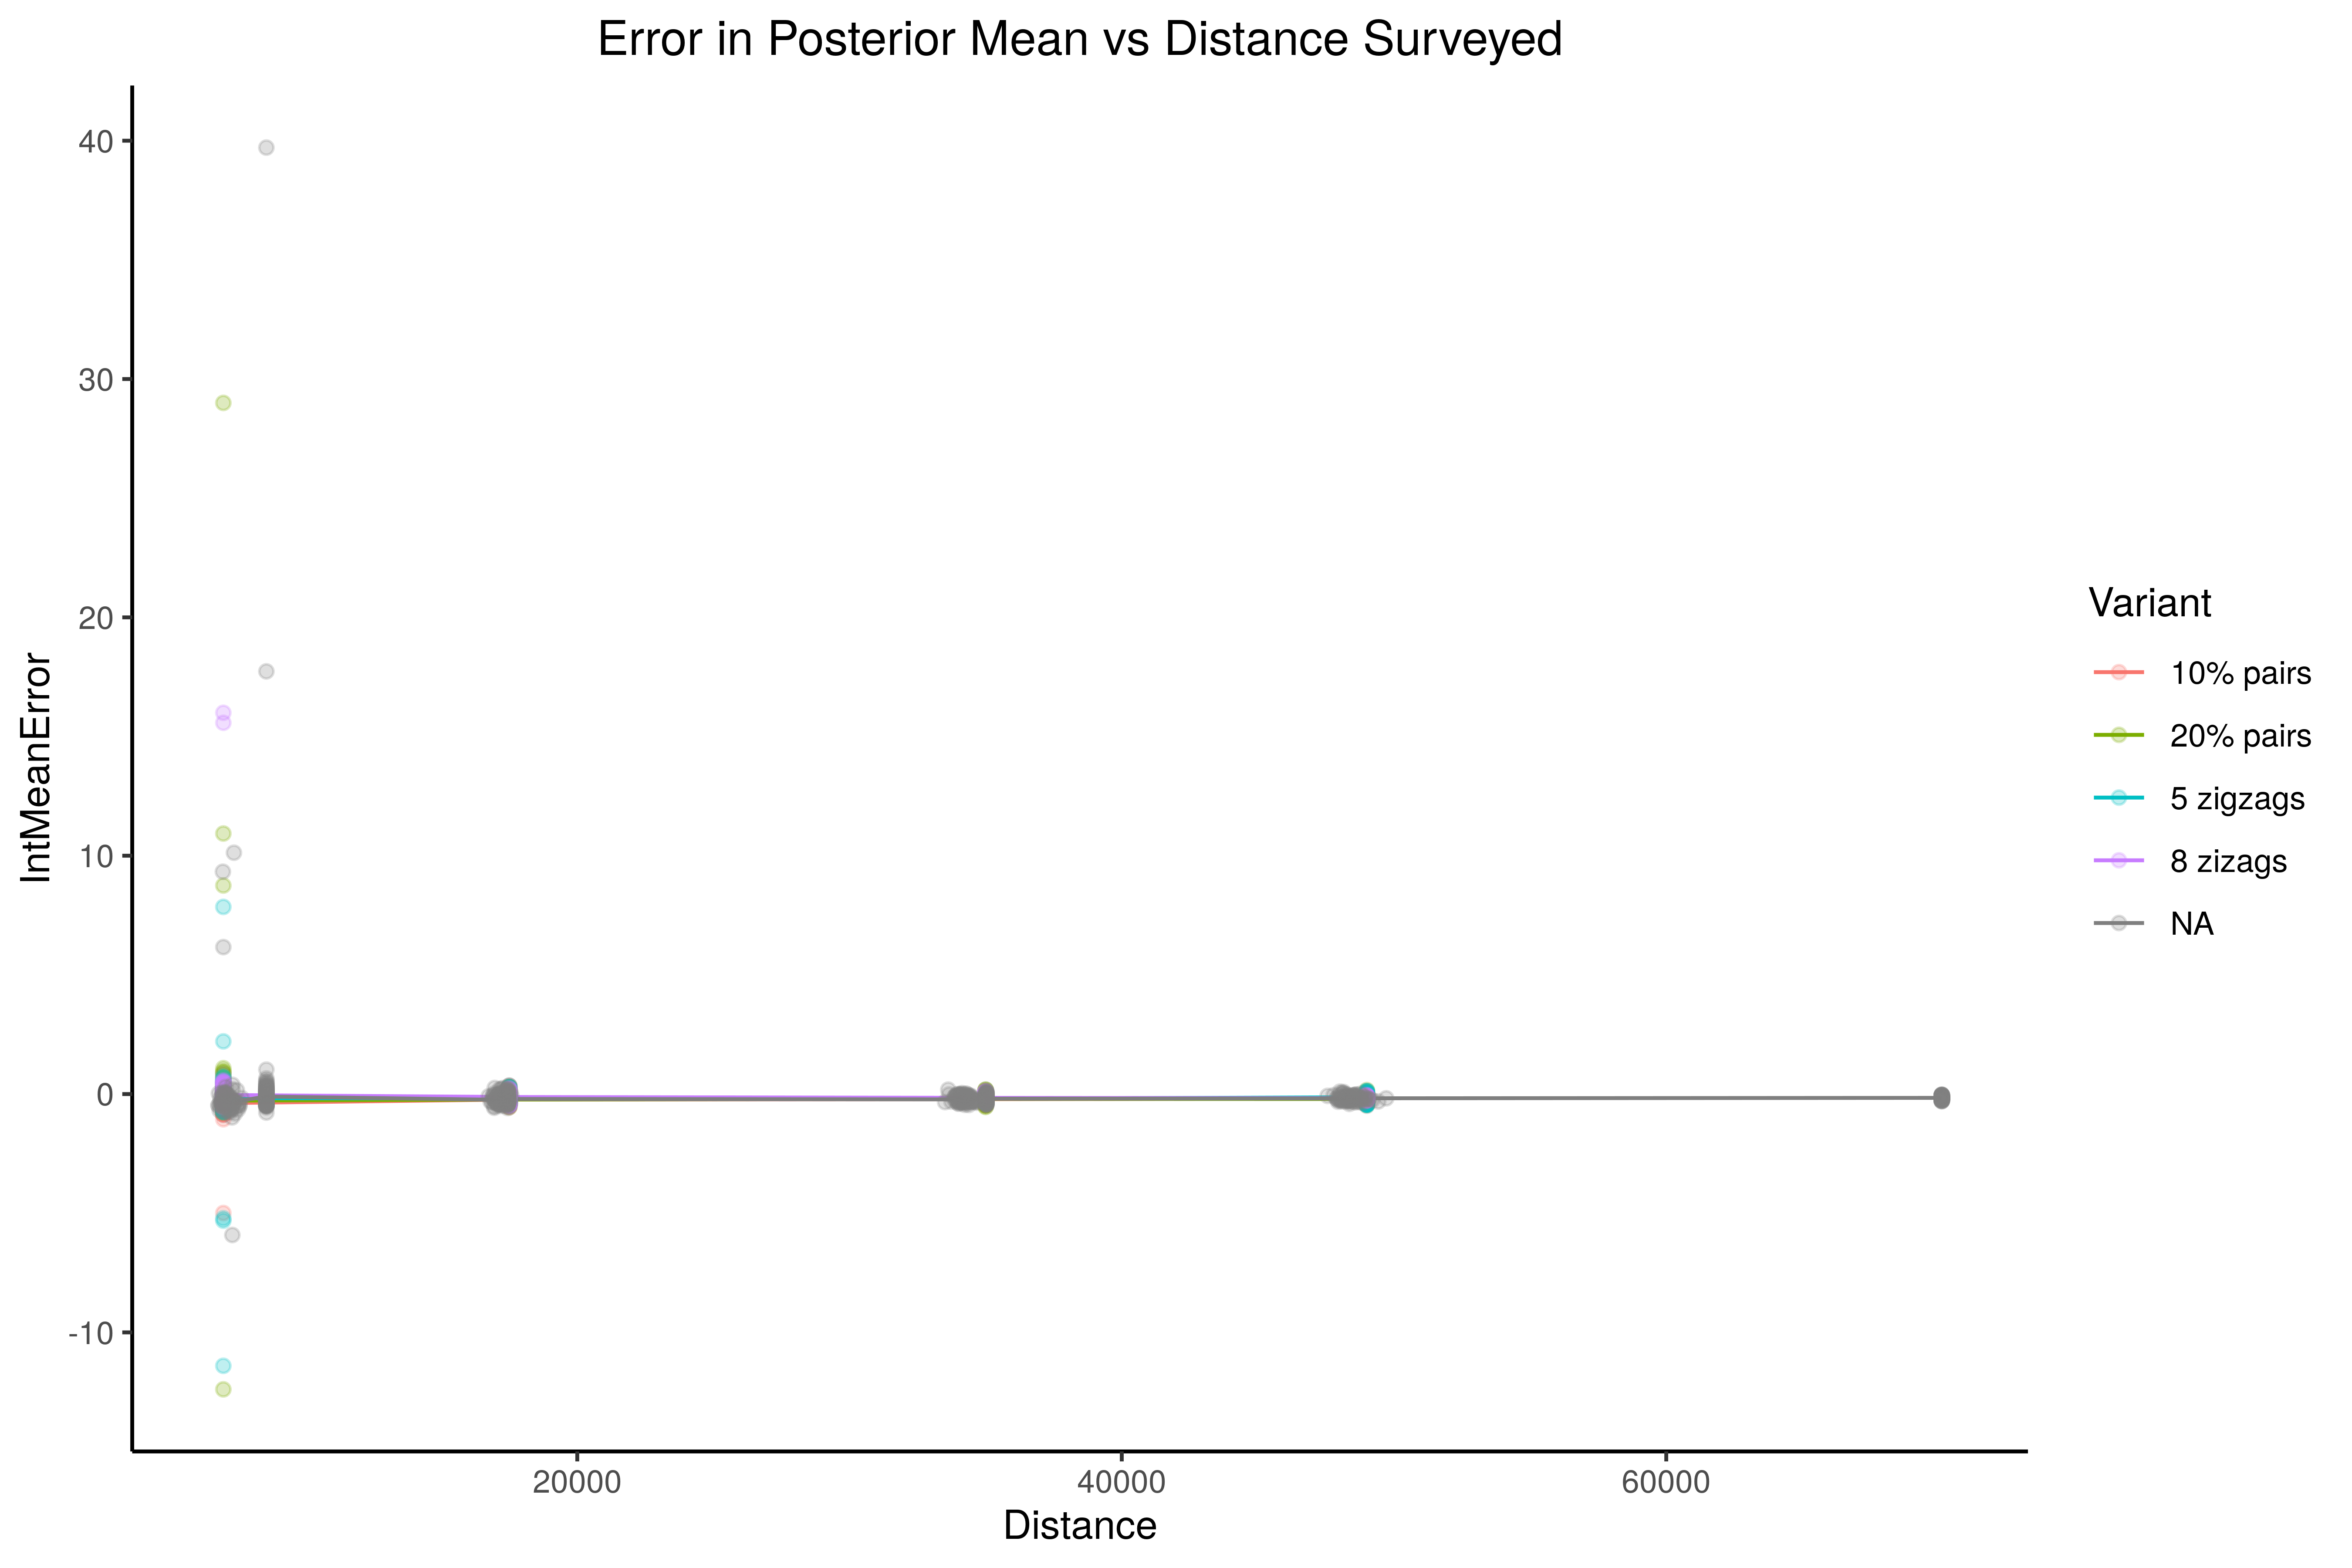 Error in Posterior Mean vs Distance Surveyed
40
30
20
10
0
-10
IntMeanError
20000
40000
60000
Distance
Variant
10% pairs
20% pairs
5 zigzags
8 zizags
NA